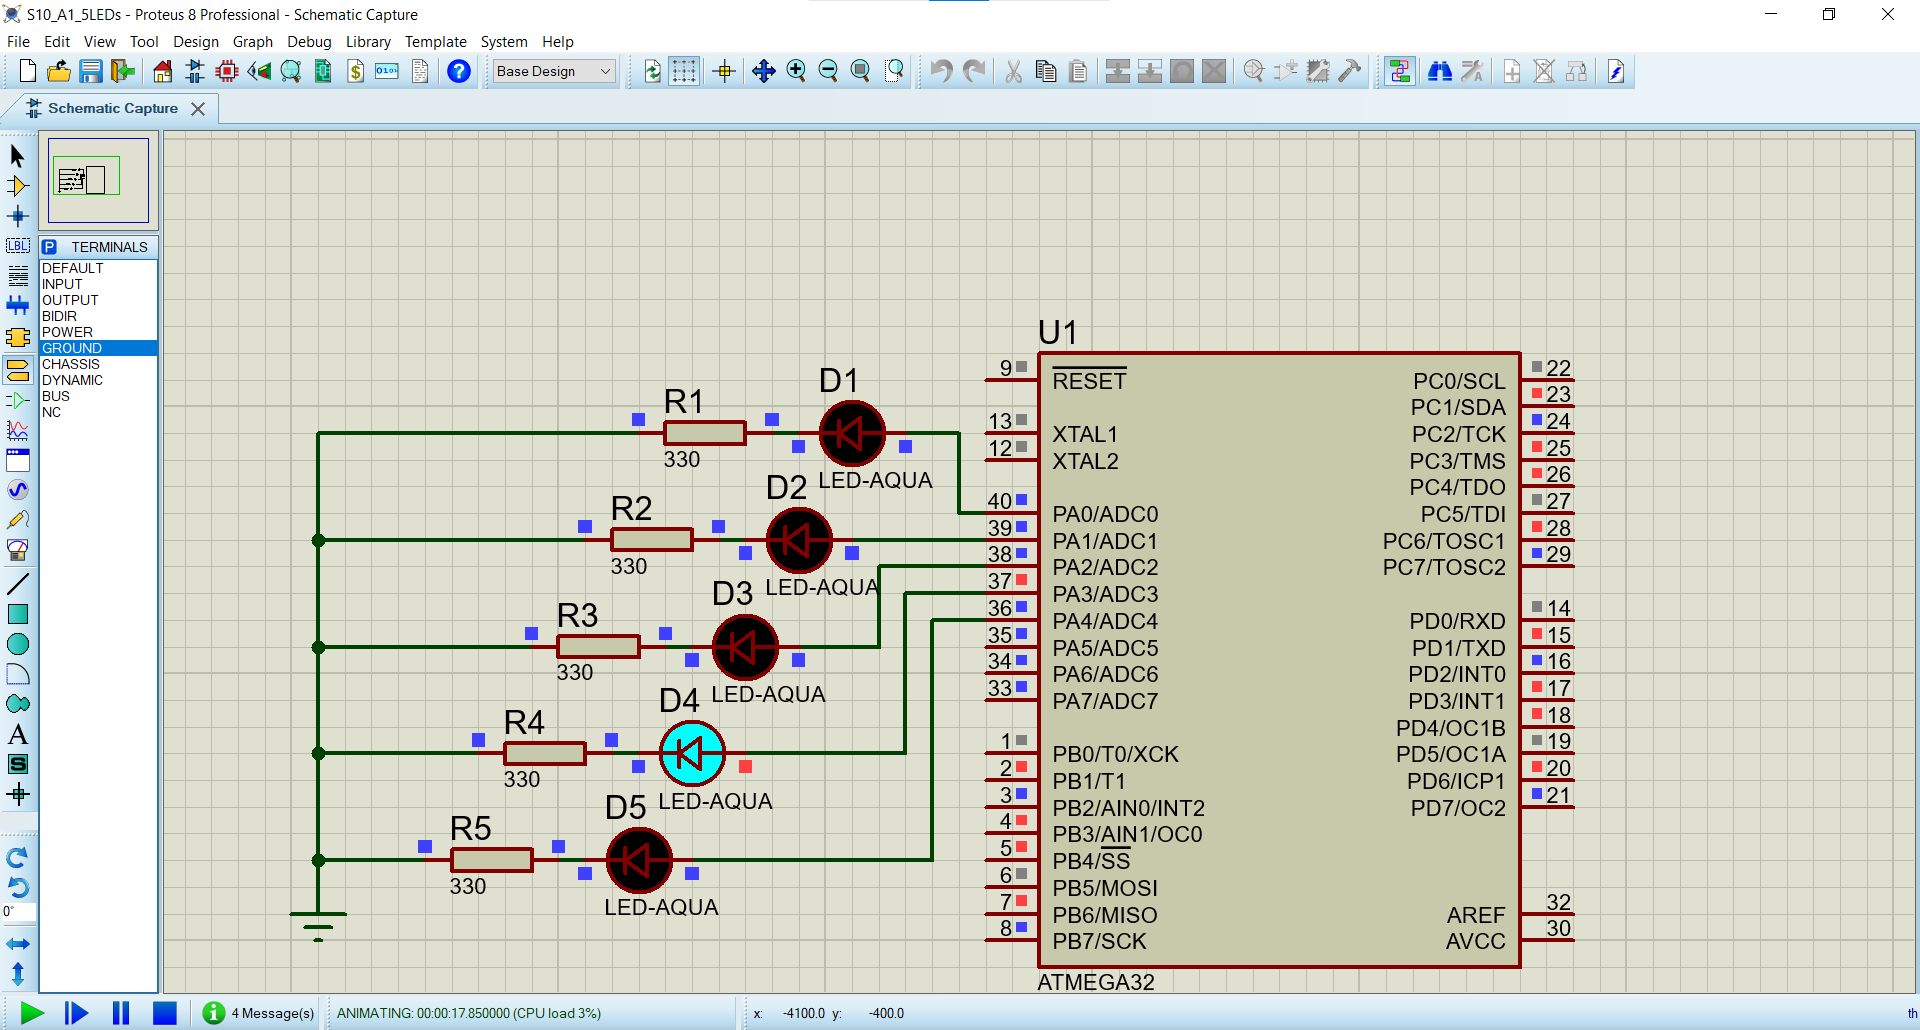 S10_A1_5LEDs - Proteus 8 Professional - Schematic Capture
File Edit View Tool Design Graph Debug Library Template System Help
Base Design
Schematic Capture
P TERMINALS
DEFAULT
INPUT
OUTPUT
BIDIR
POWER
GROUND
CHASSIS
DYNAMIC
BUS
NC
LBL
A
S
0°
R1
330
D1
LED-AQUA
R2
330
D2
LED-AQUA
R3
330
D3
LED-AQUA
R4
330
D4
LED-AQUA
R5
330
D5
LED-AQUA
U1
9 RESET
13 XTAL1
12 XTAL2
40 PA0/ADC0
39 PA1/ADC1
38 PA2/ADC2
37 PA3/ADC3
36 PA4/ADC4
35 PA5/ADC5
34 PA6/ADC6
33 PA7/ADC7
1 PB0/T0/XCK
2 PB1/T1
3 PB2/AIN0/INT2
4 PB3/AIN1/OC0
5 PB4/SS
6 PB5/MOSI
7 PB6/MISO
8 PB7/SCK
PC0/SCL 22
PC1/SDA 23
PC2/TCK 24
PC3/TMS 25
PC4/TDO 26
PC5/TDI 27
PC6/TOSC1 28
PC7/TOSC2 29
PD0/RXD 14
PD1/TXD 15
PD2/INT0 16
PD3/INT1 17
PD4/OC1B 18
PD5/OC1A 19
PD6/ICP1 20
PD7/OC2 21
AREF 32
AVCC 30
ATMEGA32
4 Message(s) ANIMATING: 00:00:17.850000 (CPU load 3%) x: -4100.0 y: -400.0 th